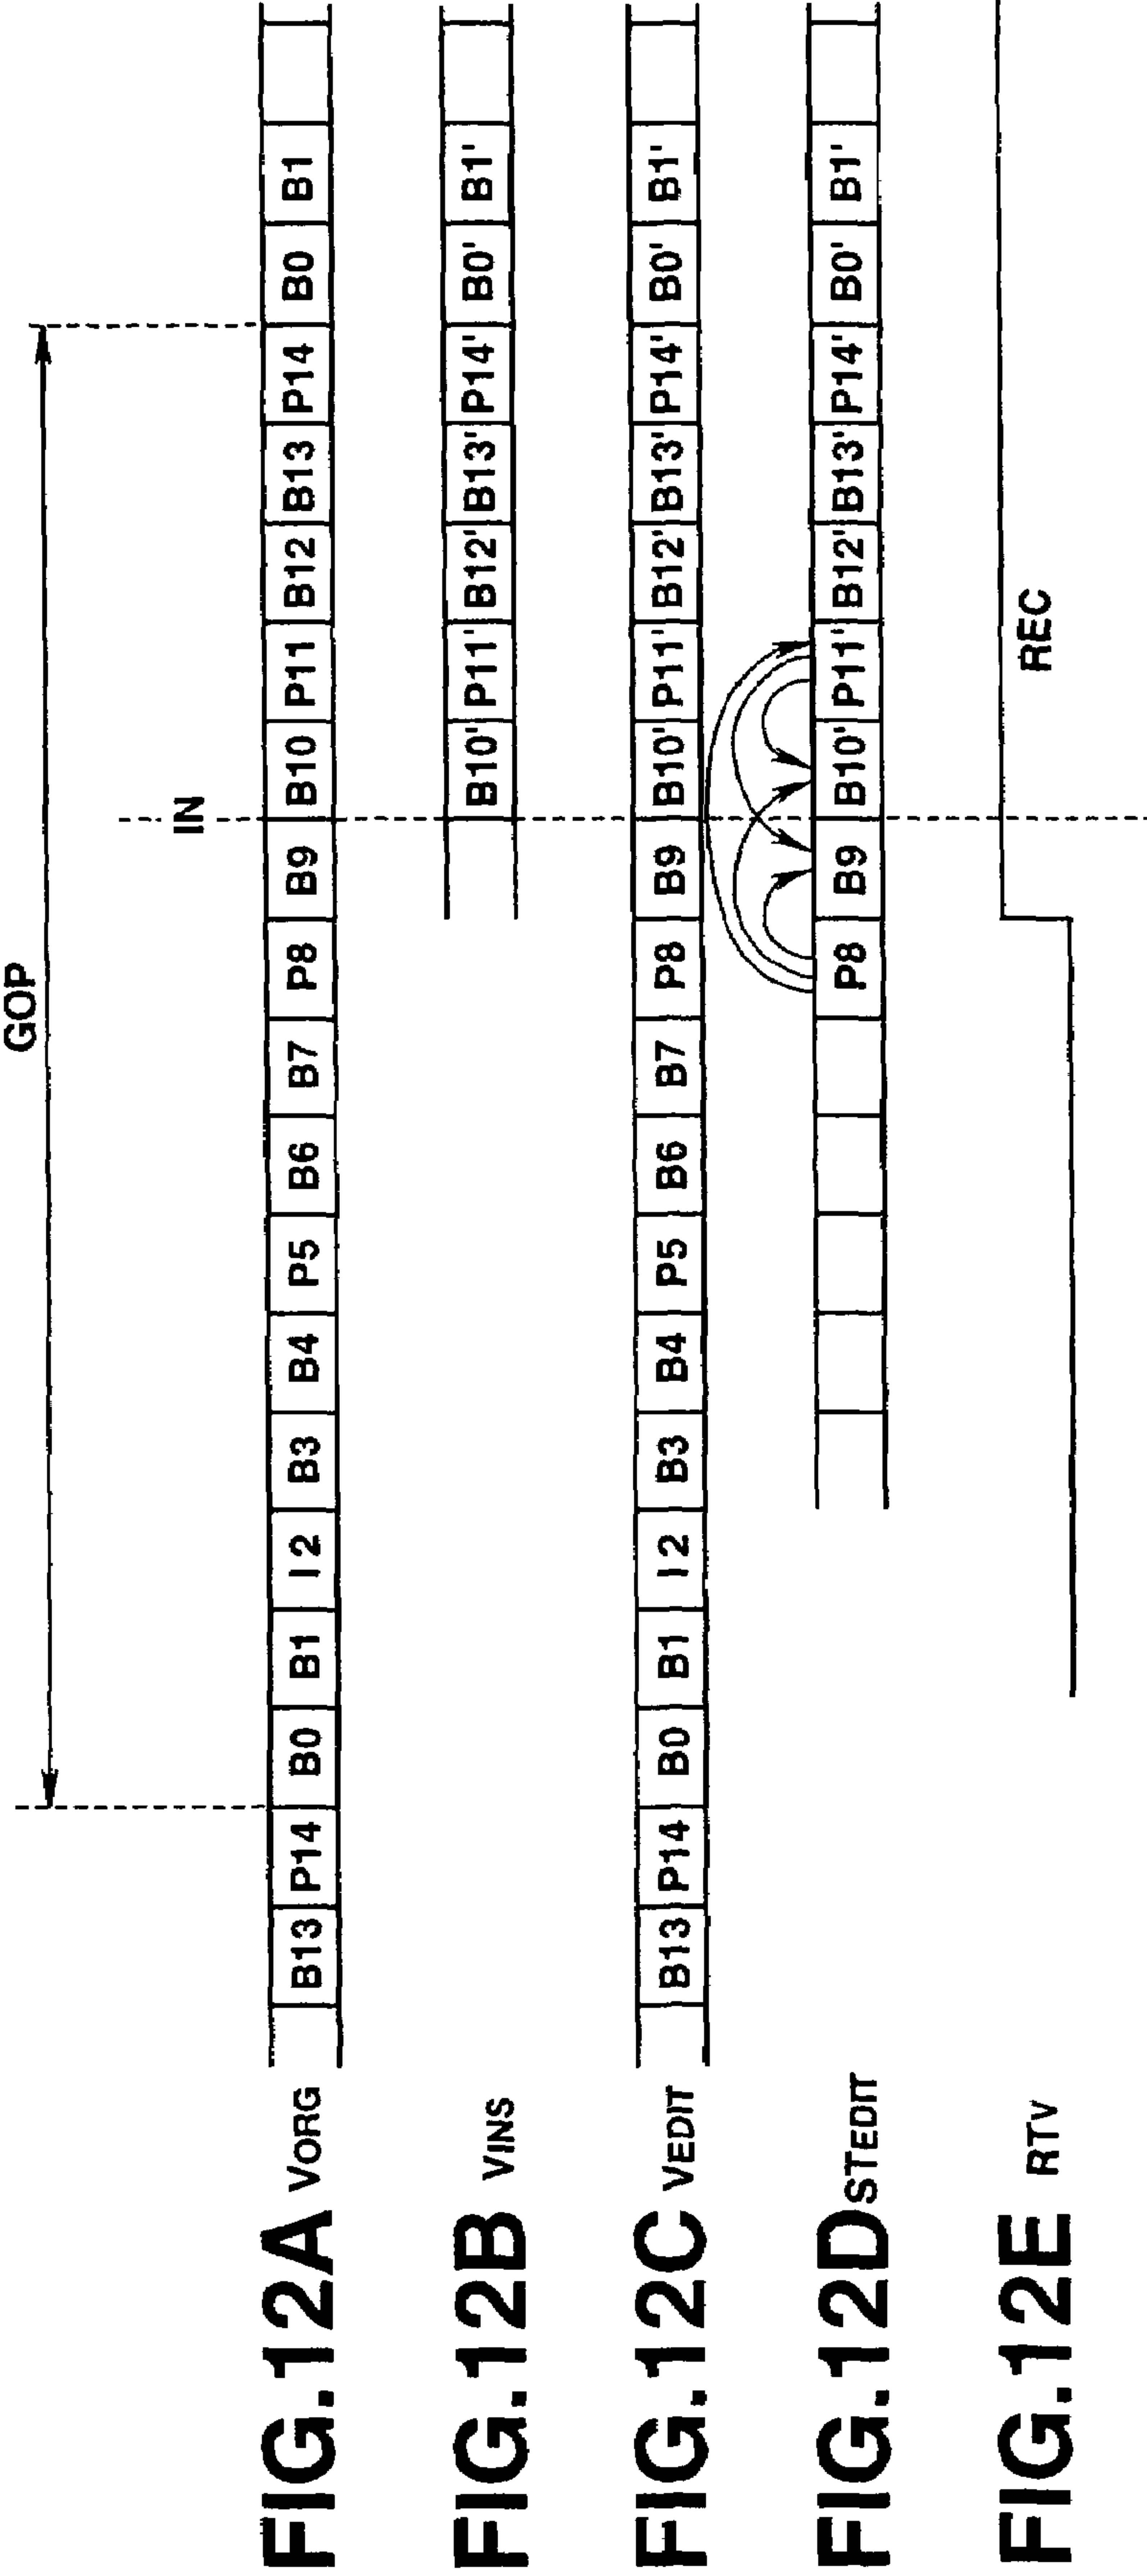 GOP
IN
FIG.12A VORG B13 P14 B0 B1 I2 B3 B4 P5 B6 B7 P8 B9 B10 P11 B12 B13 P14 B0 B1
FIG.12B VINS B10' P11' B12' B13' P14' B0' B1'
FIG.12C VEDIT B13 P14 B0 B1 I2 B3 B4 P5 B6 B7 P8 B9 B10' P11' B12' B13' P14' B0' B1'
FIG.12D STEDIT P8 B9 B10' P11' B12' B13' P14' B0' B1'
FIG.12E RTV REC